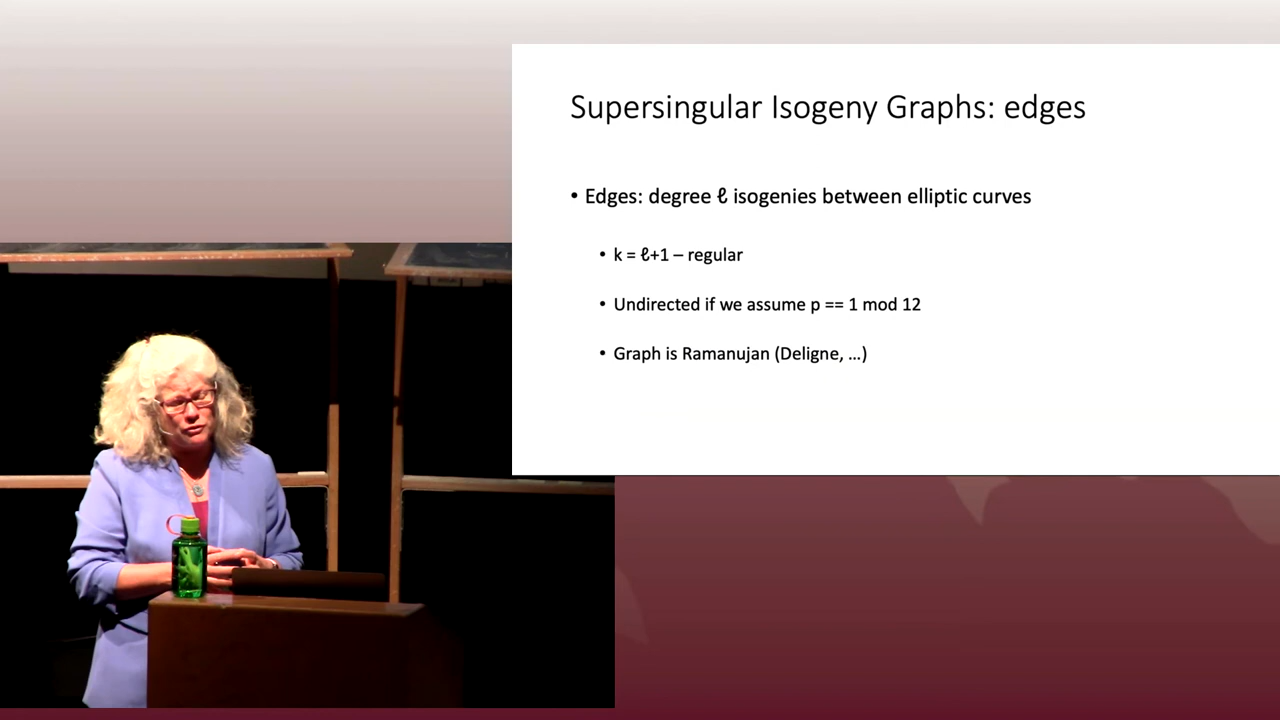 Supersingular Isogeny Graphs: edges
• Edges: degree ℓ isogenies between elliptic curves
• k = ℓ+1 – regular
• Undirected if we assume p == 1 mod 12
• Graph is Ramanujan (Deligne, ...)